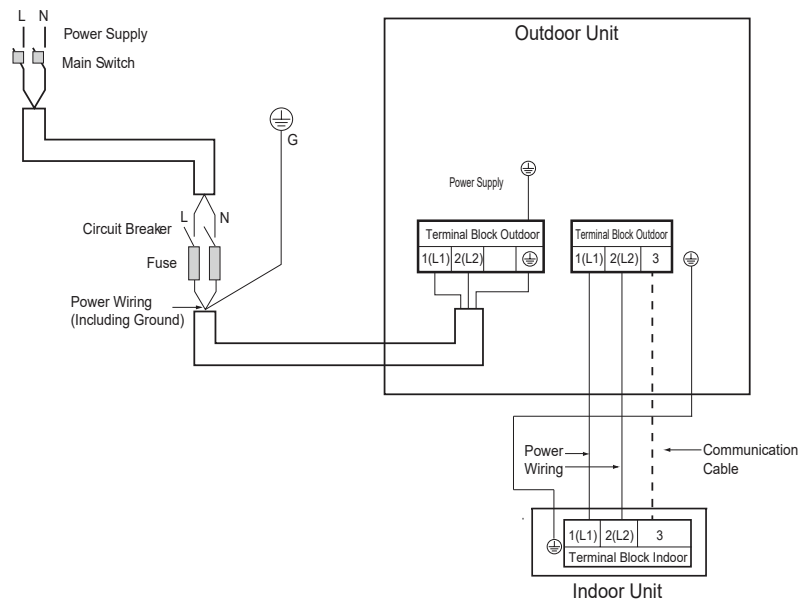 L N
Power Supply
Main Switch
Outdoor Unit
G
Power Supply
L N
Circuit Breaker
Fuse
Power Wiring
(Including Ground)
Terminal Block Outdoor
1(L1) 2(L2)
Terminal Block Outdoor
1(L1) 2(L2) 3
Power
Wiring
Communication
Cable
1(L1) 2(L2) 3
Terminal Block Indoor
Indoor Unit